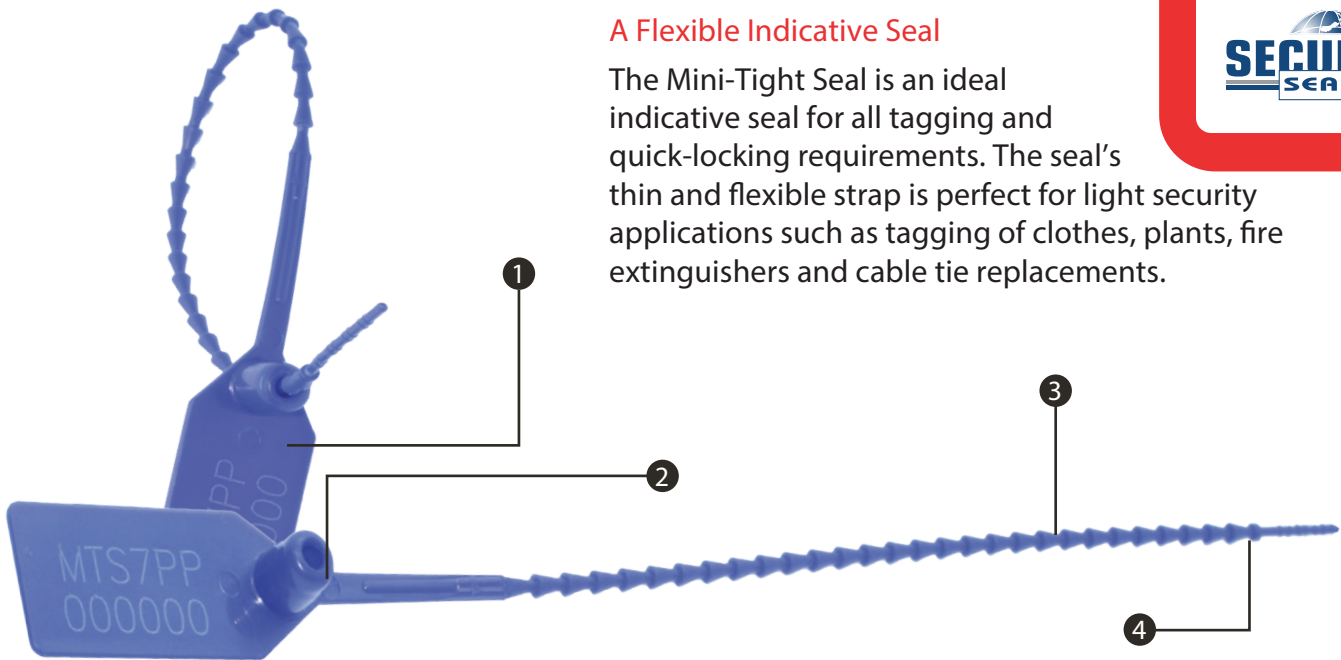 A Flexible Indicative Seal
The Mini-Tight Seal is an ideal
indicative seal for all tagging and
quick-locking requirements. The seal's
thin and flexible strap is perfect for light security
applications such as tagging of clothes, plants, fire
extinguishers and cable tie replacements.
1
2
3
4
MTS7PP
000000